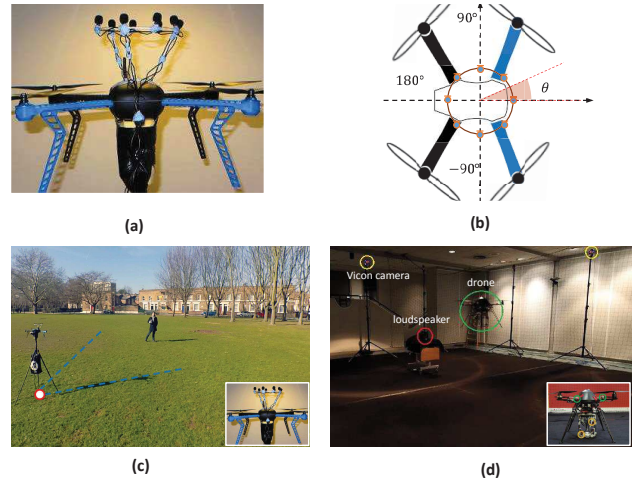 90°
180°
θ
−90°
(a)
(b)
Vicon camera
drone
loudspeaker
(c)
(d)